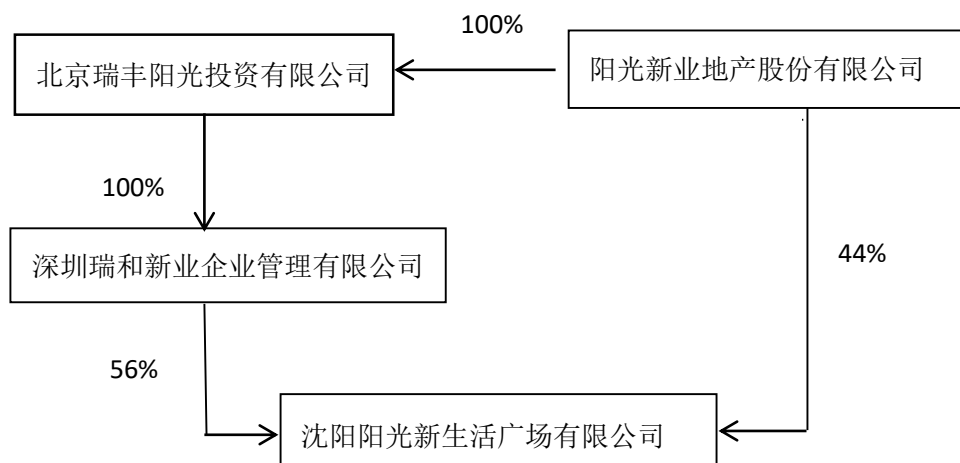 100%
北京瑞丰阳光投资有限公司
阳光新业地产股份有限公司
100%
深圳瑞和新业企业管理有限公司
44%
56%
沈阳阳光新生活广场有限公司